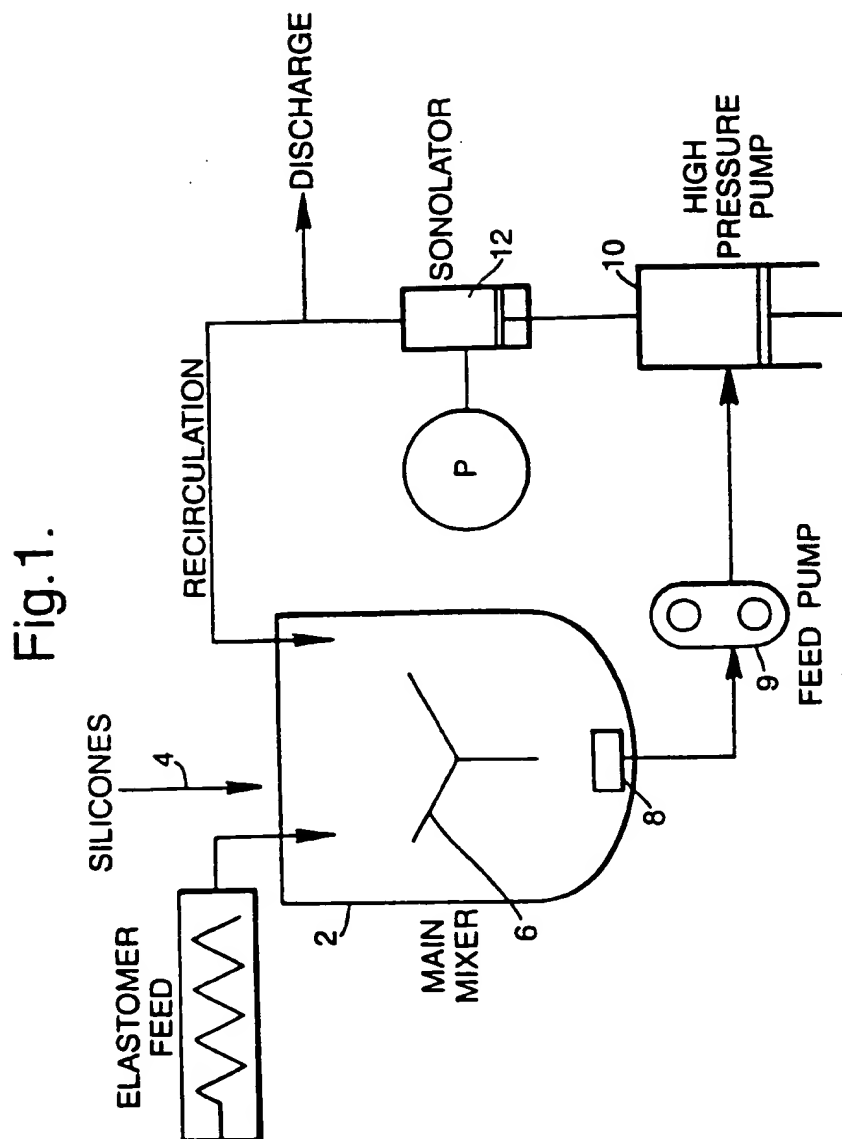 Fig.1.
SILICONES
4
ELASTOMER
FEED
RECIRCULATION
DISCHARGE
2
MAIN
MIXER
6
8
P
SONOLATOR
12
9
FEED PUMP
10
HIGH
PRESSURE
PUMP